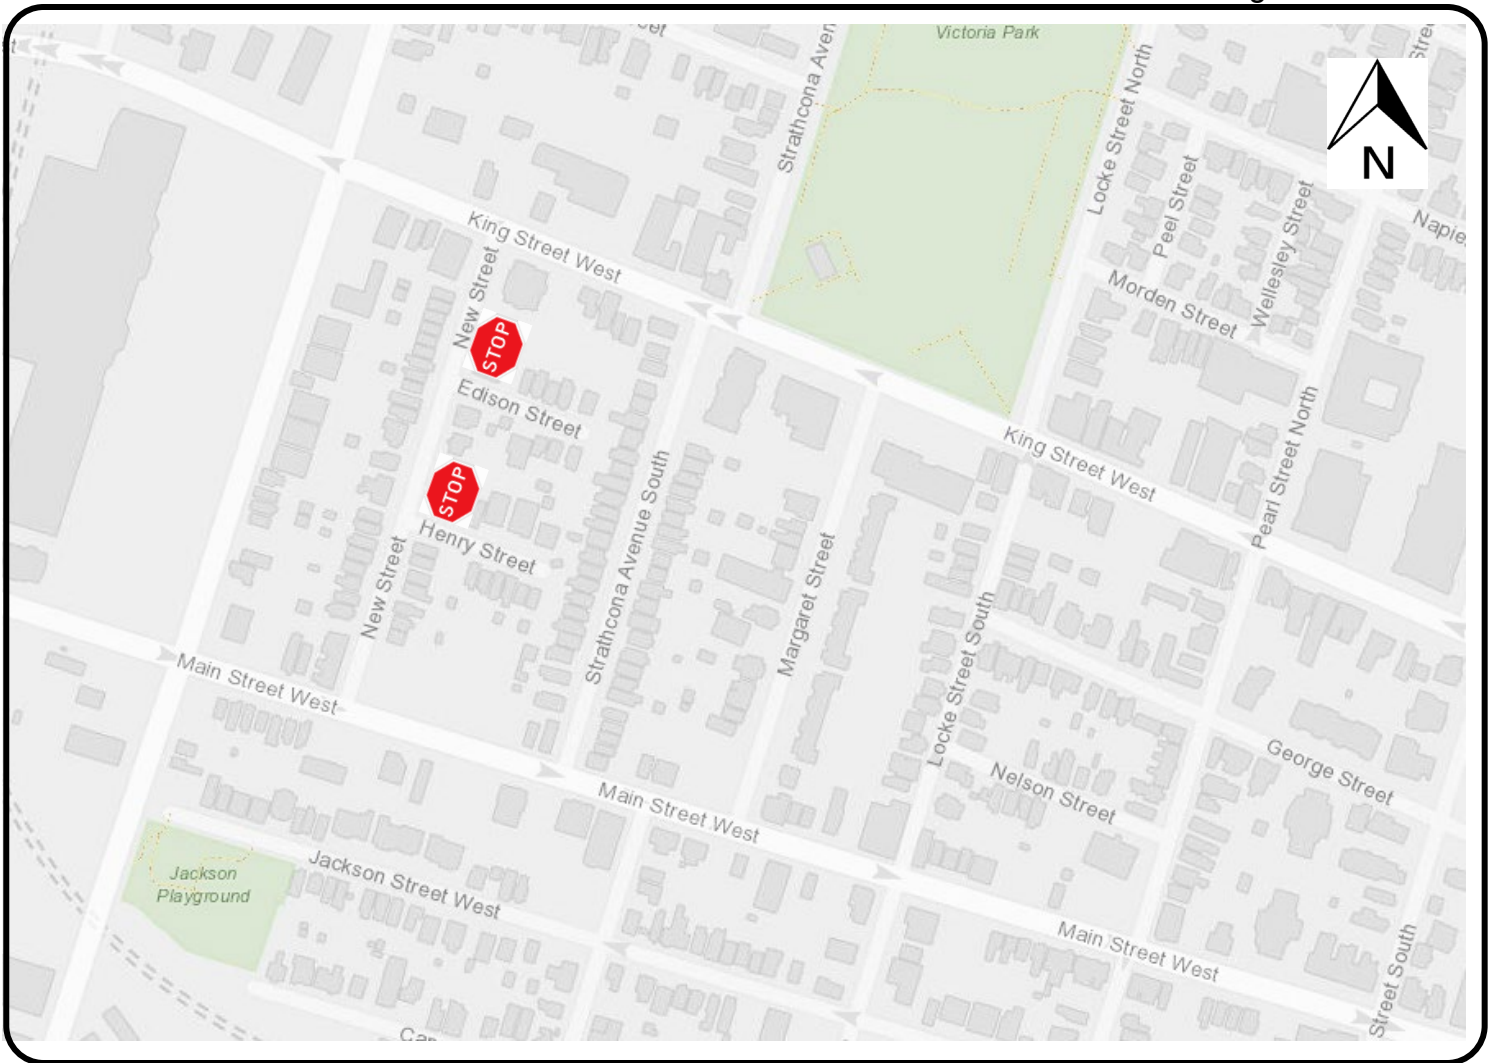 Victoria Park
Strathcona Aven
Locke Street North
N
Peel Street
Wellesley Street
Napie
King Street West
New Street
Morden Street
STOP
Edison Street
King Street West
Pearl Street North
STOP
Henry Street
Strathcona Avenue South
Margaret Street
New Street
Locke Street South
Main Street West
George Street
Nelson Street
Main Street West
Jackson Street West
Jackson
Playground
Main Street West
Street South